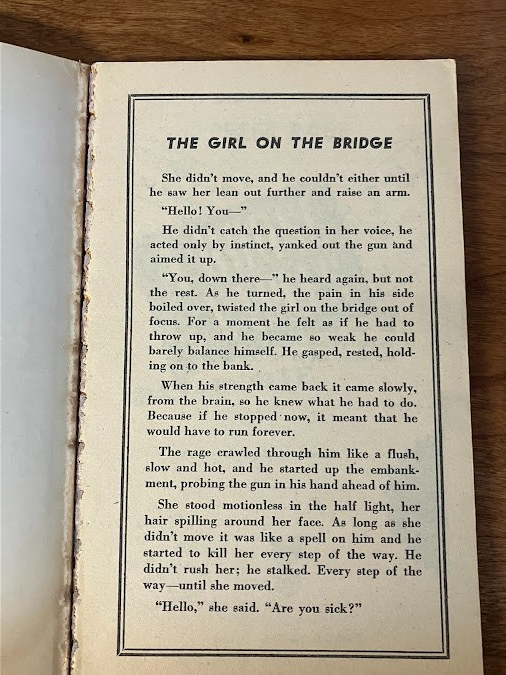 THE GIRL ON THE BRIDGE
She didn't move, and he couldn't either until
he saw her lean out further and raise an arm.
"Hello! You—"
He didn't catch the question in her voice, he
acted only by instinct, yanked out the gun and
aimed it up.
"You, down there—" he heard again, but not
the rest. As he turned, the pain in his side
boiled over, twisted the girl on the bridge out of
focus. For a moment he felt as if he had to
throw up, and he became so weak he could
barely balance himself. He gasped, rested, hold-
ing on to the bank.
When his strength came back it came slowly,
from the brain, so he knew what he had to do.
Because if he stopped now, it meant that he
would have to run forever.
The rage crawled through him like a flush,
slow and hot, and he started up the embank-
ment, probing the gun in his hand ahead of him.
She stood motionless in the half light, her
hair spilling around her face. As long as she
didn't move it was like a spell on him and he
started to kill her every step of the way. He
didn't rush her; he stalked. Every step of the
way—until she moved.
"Hello," she said. "Are you sick?"